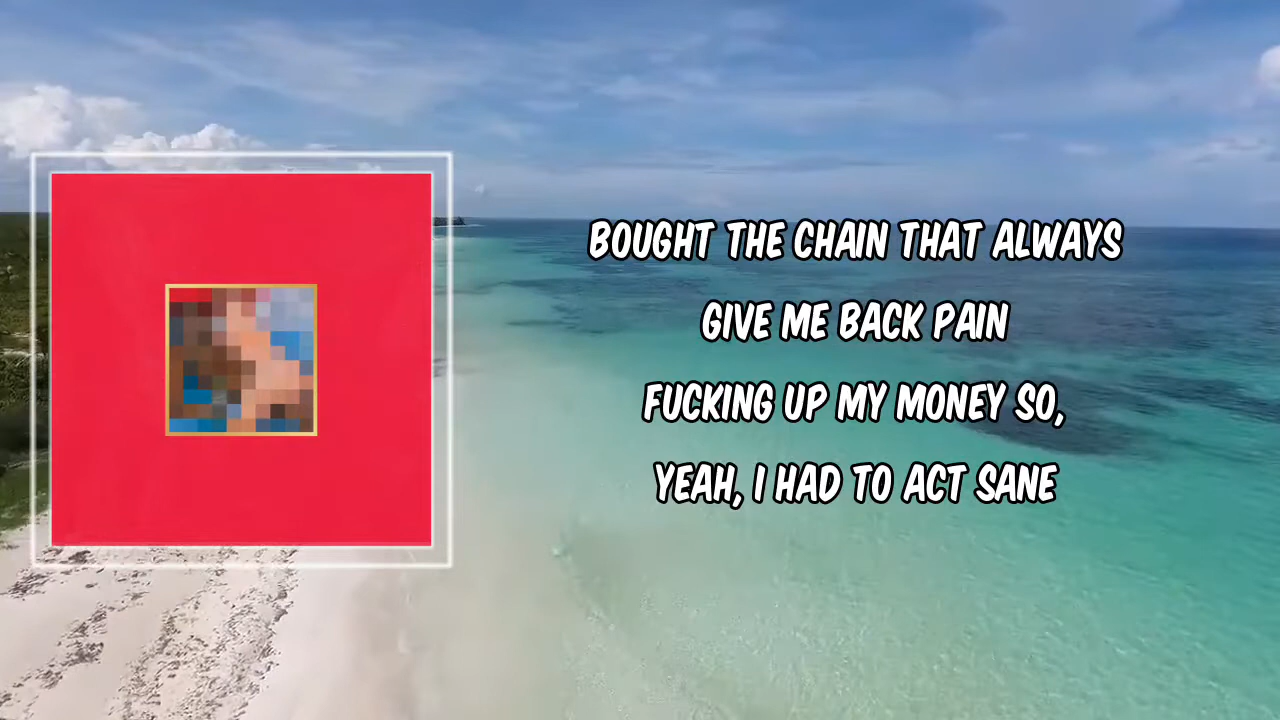 BOUGHT THE CHAIN THAT ALWAYS
GIVE ME BACK PAIN
FUCKING UP MY MONEY SO,
YEAH, I HAD TO ACT SANE